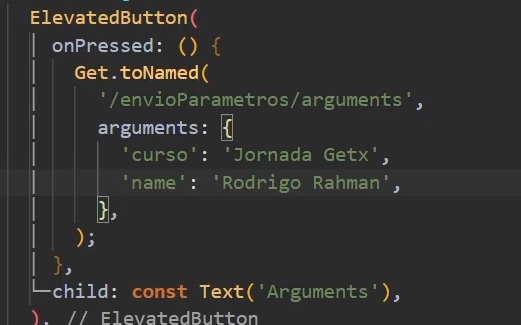 ElevatedButton(
onPressed: () {
Get.toNamed(
'/envioParametros/arguments',
arguments: {
'curso': 'Jornada Getx',
'name': 'Rodrigo Rahman',
},
);
},
child: const Text('Arguments'),
), // ElevatedButton